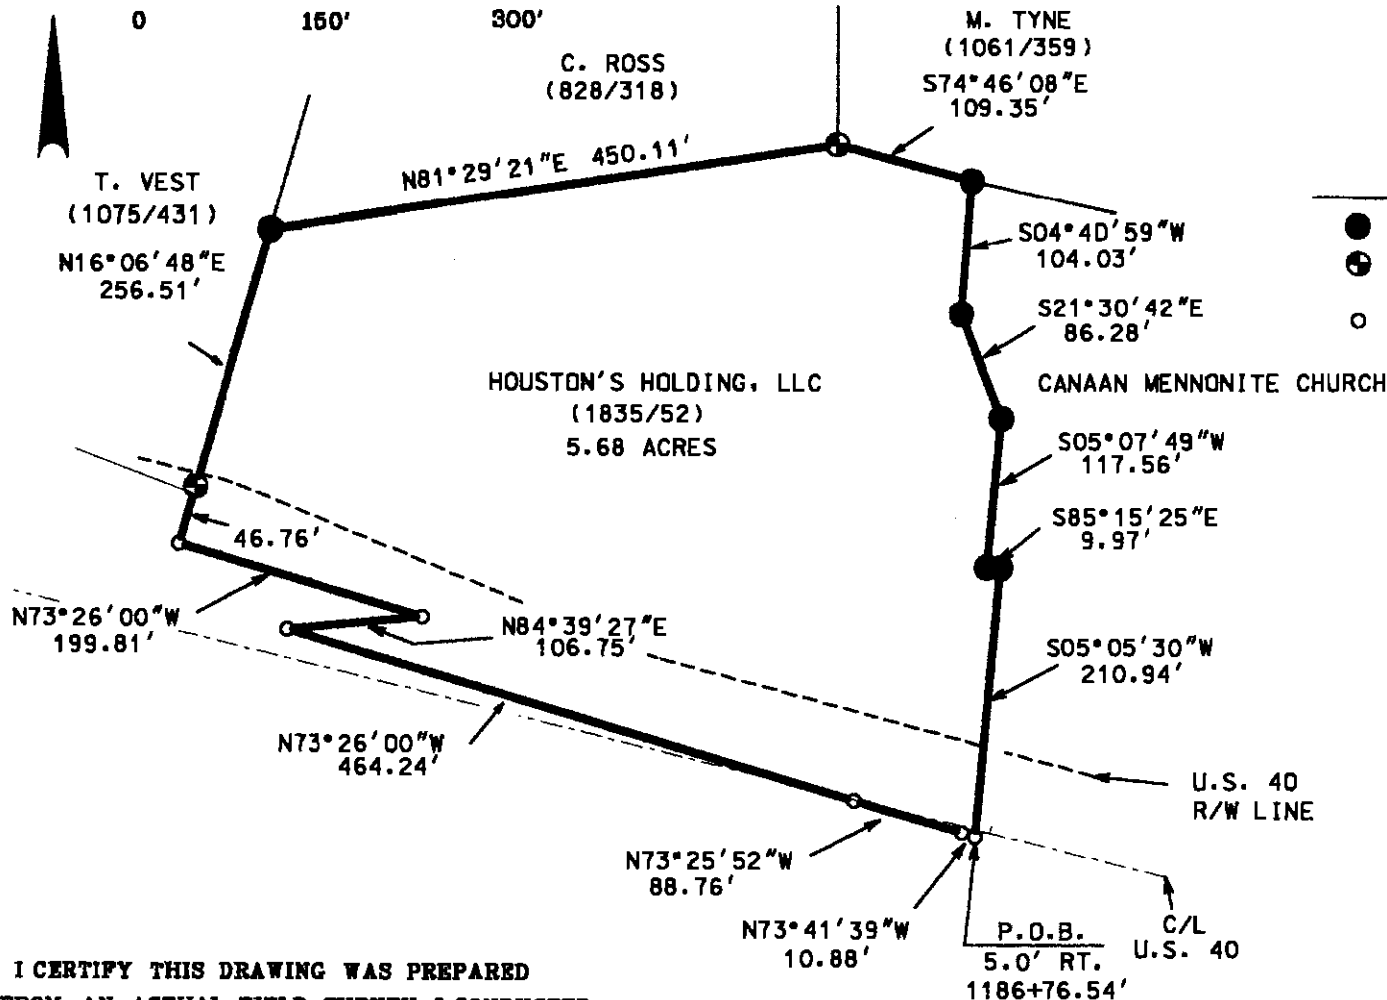 0 150' 300'
M. TYNE
(1061/359)
C. ROSS
(828/318)
S74°46'08"E
109.35'
N81°29'21"E 450.11'
T. VEST
(1075/431)
N16°06'48"E
256.51'
S04°40'59"W
104.03'
S21°30'42"E
86.28'
HOUSTON'S HOLDING, LLC
(1835/52)
5.68 ACRES
CANAAN MENNONITE CHURCH
S05°07'49"W
117.56'
S85°15'25"E
9.97'
46.76'
N73°26'00"W
199.81'
N84°39'27"E
106.75'
S05°05'30"W
210.94'
N73°26'00"W
464.24'
U.S. 40
R/W LINE
N73°25'52"W
88.76'
N73°41'39"W
10.88'
P.O.B.
5.0' RT.
1186+76.54'
C/L
U.S. 40
I CERTIFY THIS DRAWING WAS PREPARED